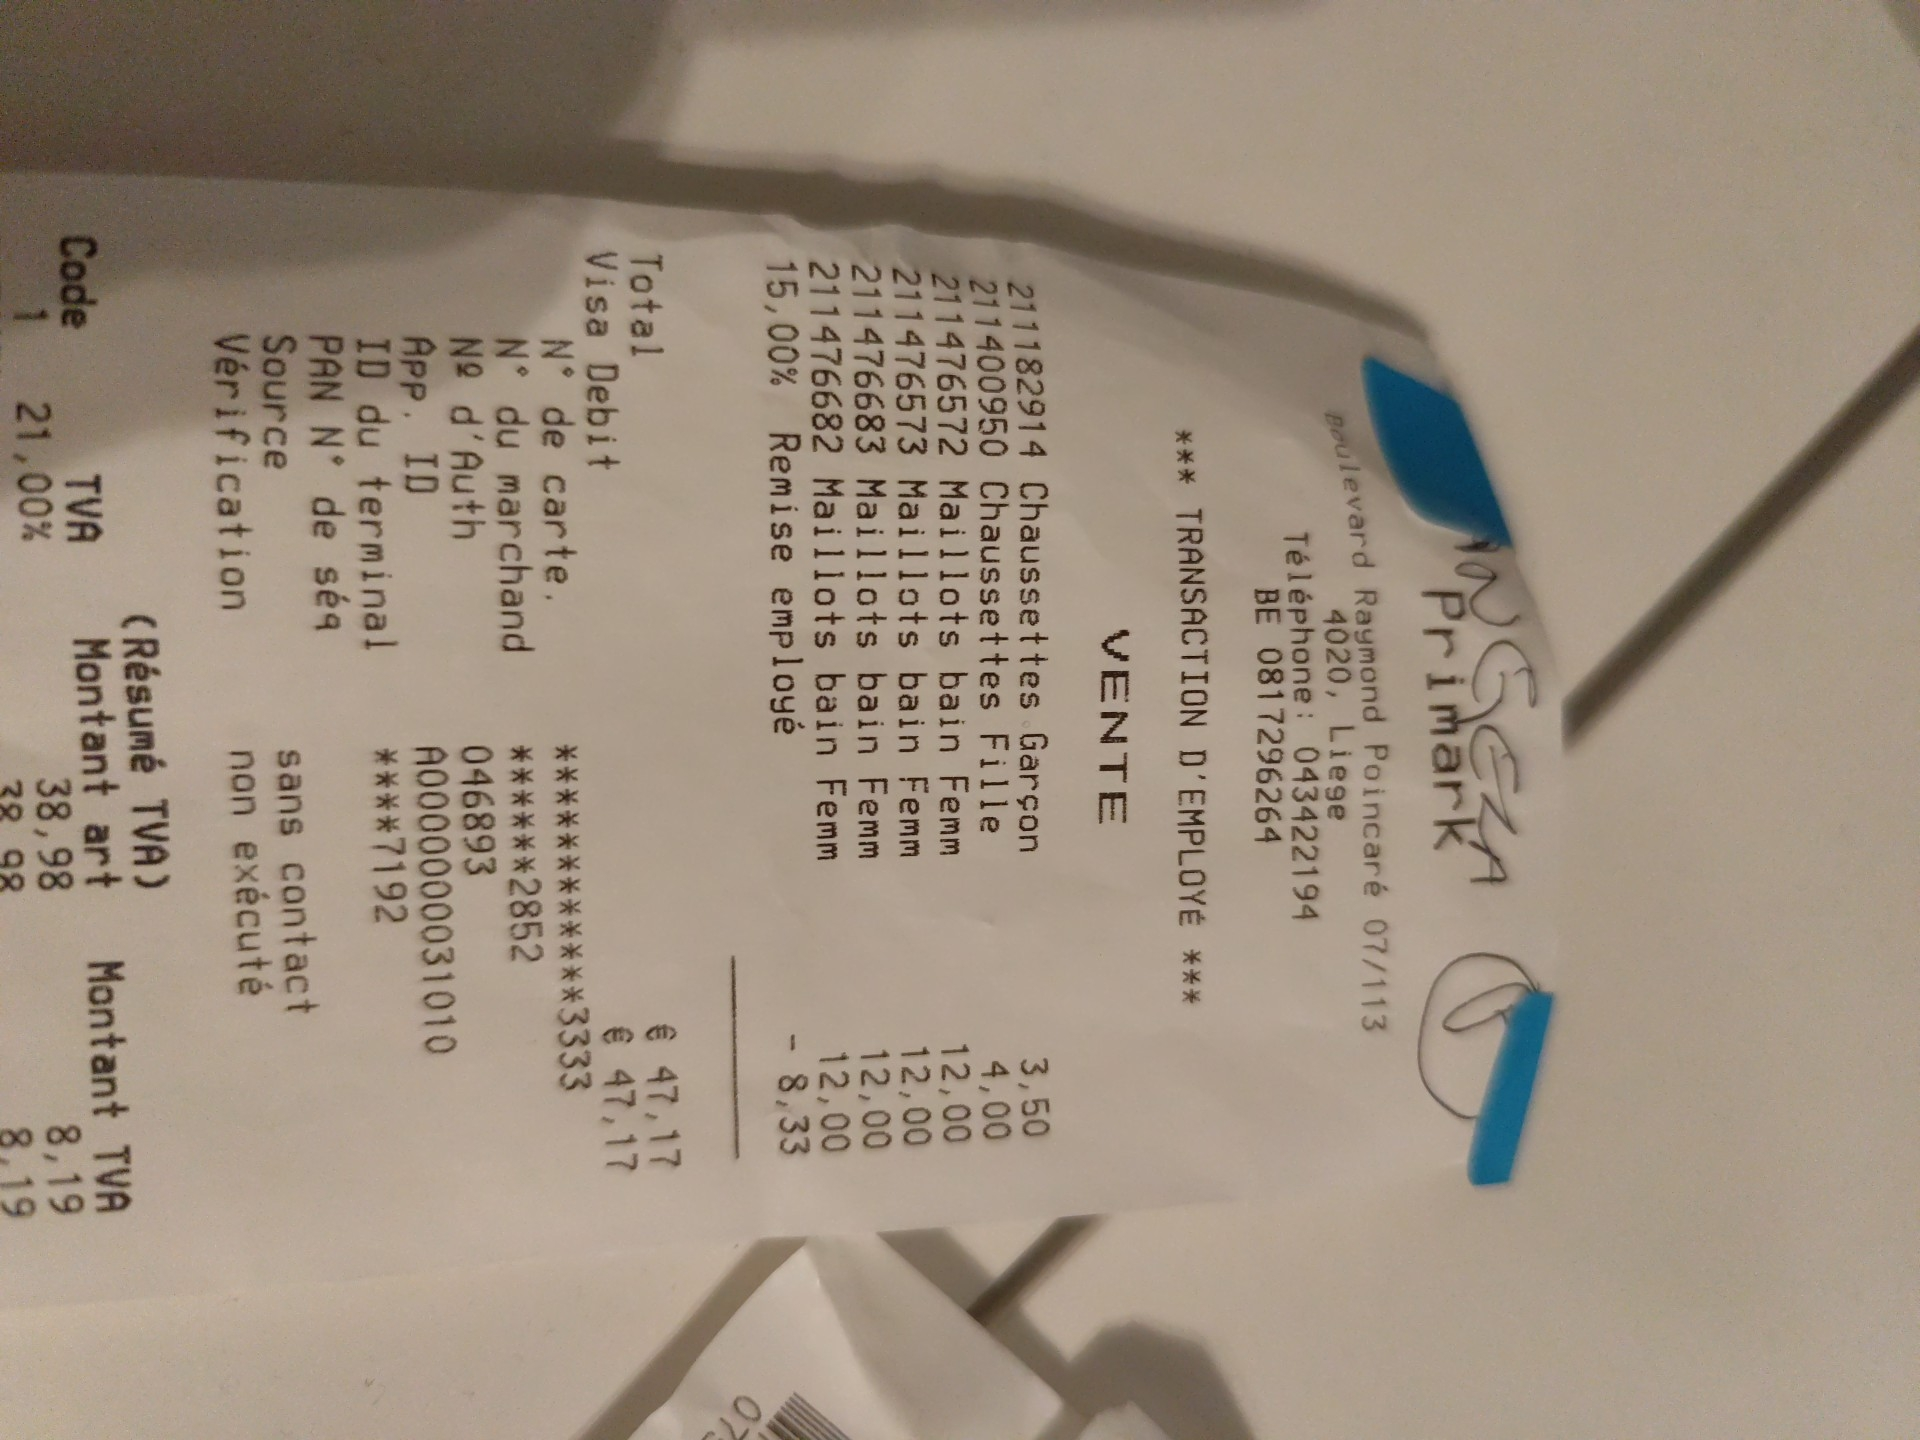 Primark
Boulevard Raymond Poincaré 07/113
4020, Liege
Téléphone: 043422194
BE 0817296264
*** TRANSACTION D'EMPLOYÉ ***
VENTE
211182914 Chaussettes Garçon 3,50
211400950 Chaussettes Fille 4,00
211476572 Maillots bain Femm 12,00
211476573 Maillots bain Femm 12,00
211476683 Maillots bain Femm 12,00
211476682 Maillots bain Femm 12,00
15,00% Remise employé - 8,33
Total € 47,17
Visa Debit € 47,17
N° de carte. ************3333
N° du marchand ******2852
Nº d'Auth 046893
App. ID A0000000031010
ID du terminal ****7192
PAN N° de séq
Source sans contact
Vérification non exécuté
(Résumé TVA)
Code TVA Montant art Montant TVA
1 21,00% 38,98 8,19
38,98 8,19